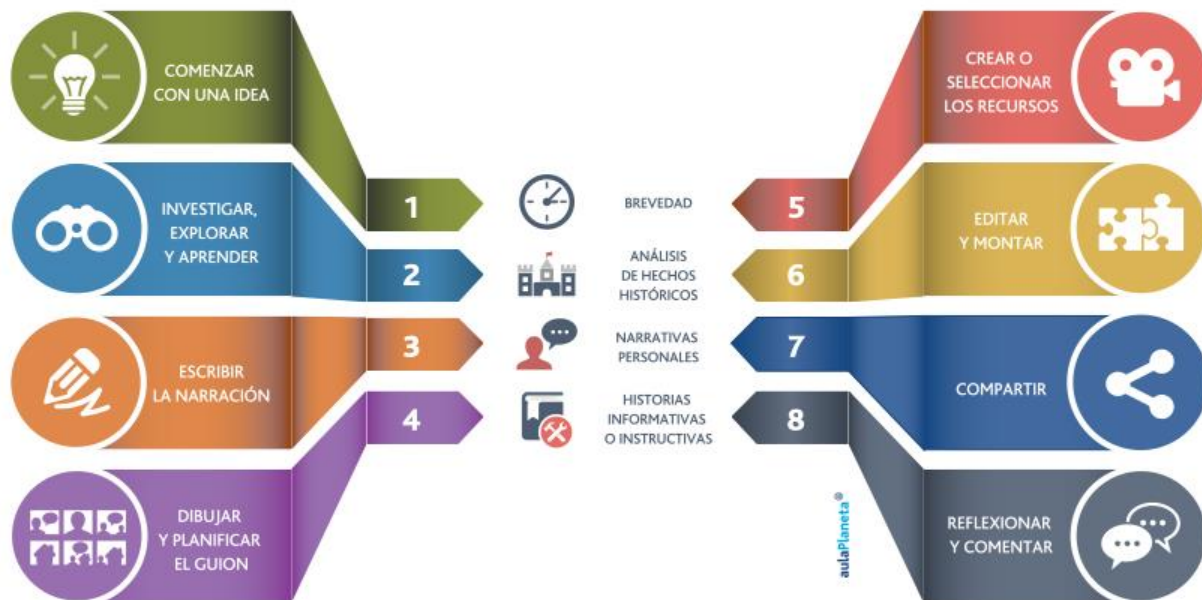 COMENZAR
CON UNA IDEA
INVESTIGAR,
EXPLORAR
Y APRENDER
ESCRIBIR
LA NARRACIÓN
DIBUJAR
Y PLANIFICAR
EL GUION
1
2
3
4
BREVEDAD
ANÁLISIS
DE HECHOS
HISTÓRICOS
NARRATIVAS
PERSONALES
HISTORIAS
INFORMATIVAS
O INSTRUCTIVAS
5
6
7
8
CREAR O
SELECCIONAR
LOS RECURSOS
EDITAR
Y MONTAR
COMPARTIR
REFLEXIONAR
Y COMENTAR
aulaPlaneta